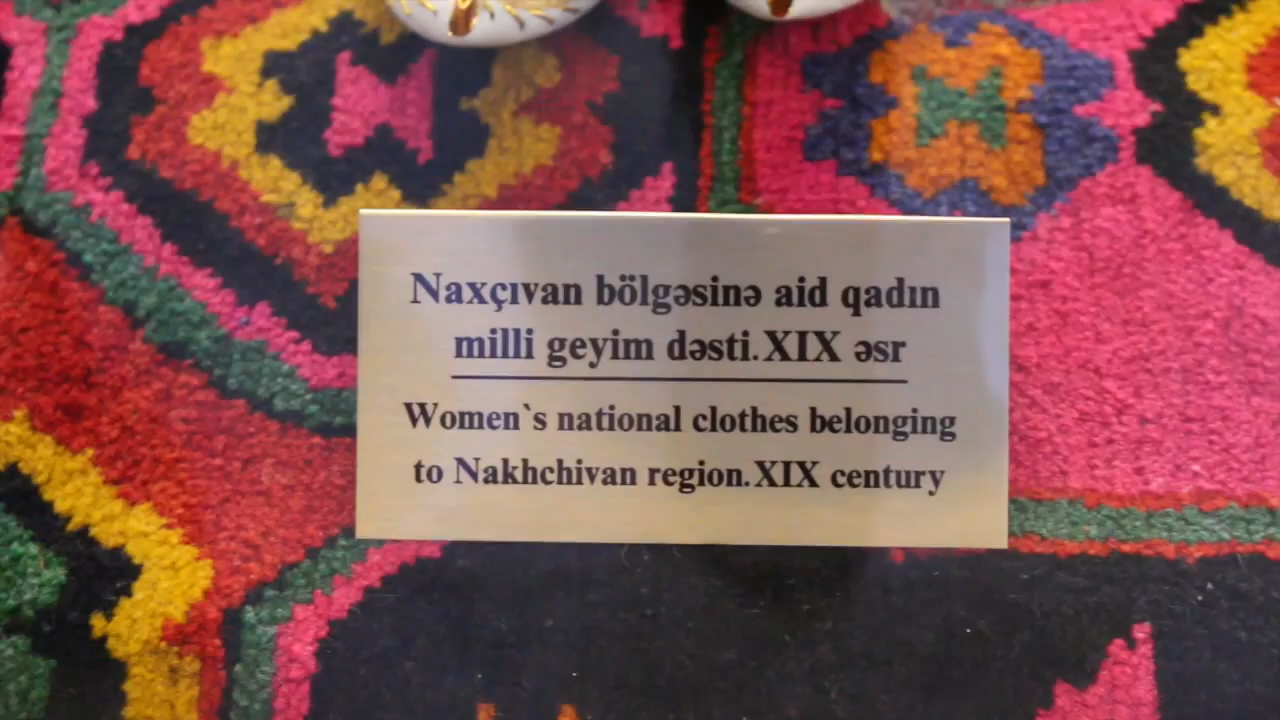 Naxçıvan bölgəsinə aid qadın
milli geyim dəsti.XIX əsr
Women`s national clothes belonging
to Nakhchivan region.XIX century